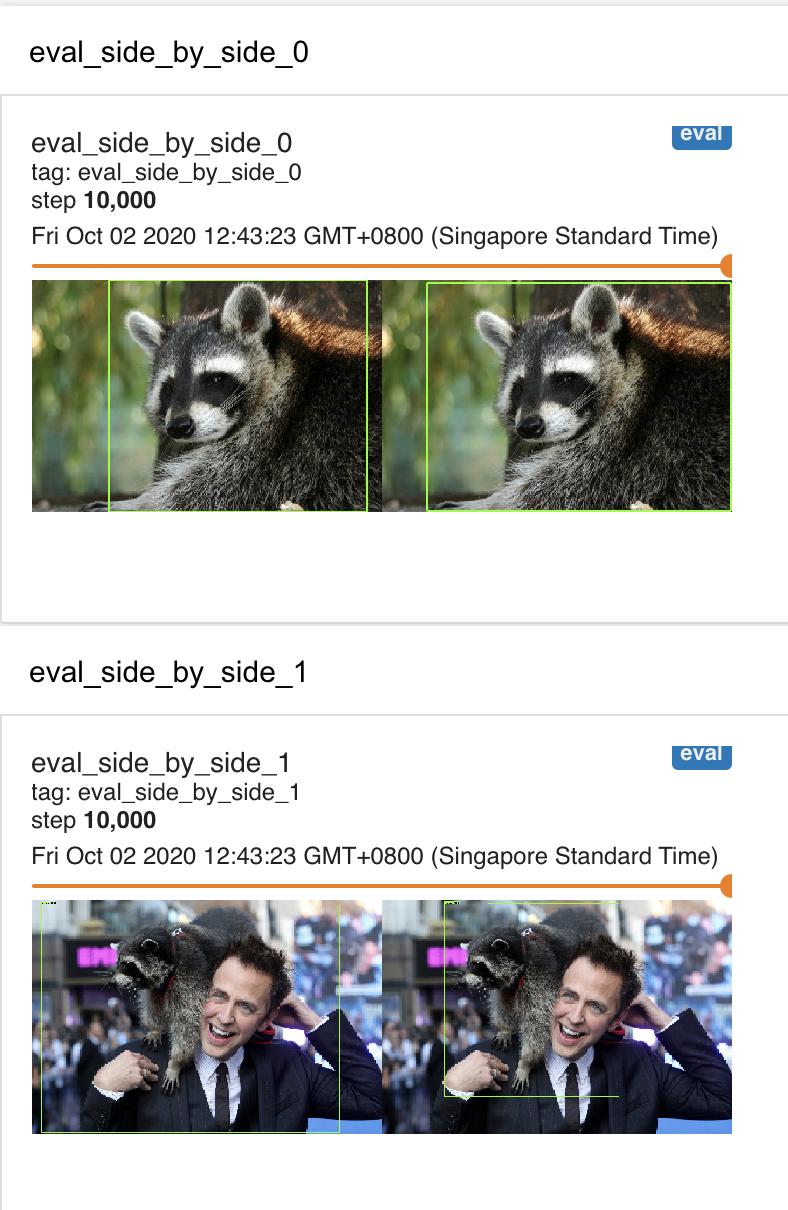 eval_side_by_side_0
eval_side_by_side_0
eval
tag: eval_side_by_side_0
step 10,000
Fri Oct 02 2020 12:43:23 GMT+0800 (Singapore Standard Time)
eval_side_by_side_1
eval_side_by_side_1
eval
tag: eval_side_by_side_1
step 10,000
Fri Oct 02 2020 12:43:23 GMT+0800 (Singapore Standard Time)